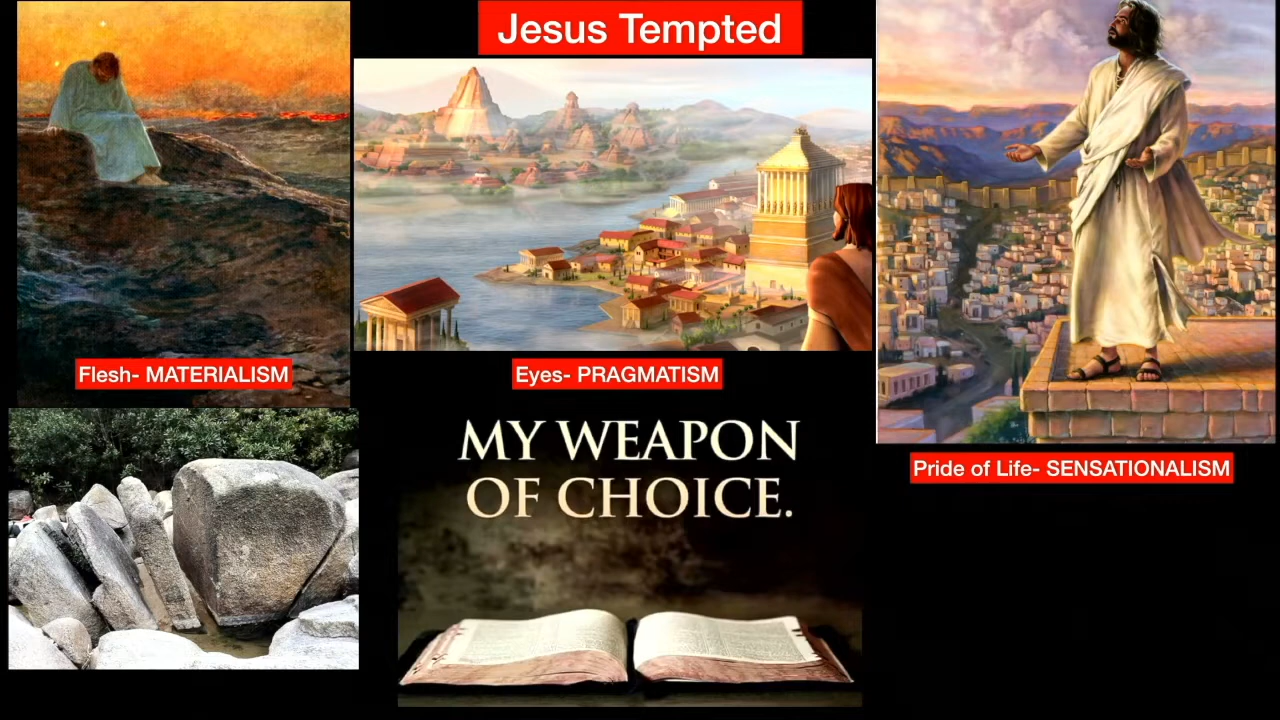 Jesus Tempted
Flesh- MATERIALISM
Eyes- PRAGMATISM
MY WEAPON
OF CHOICE.
Pride of Life- SENSATIONALISM